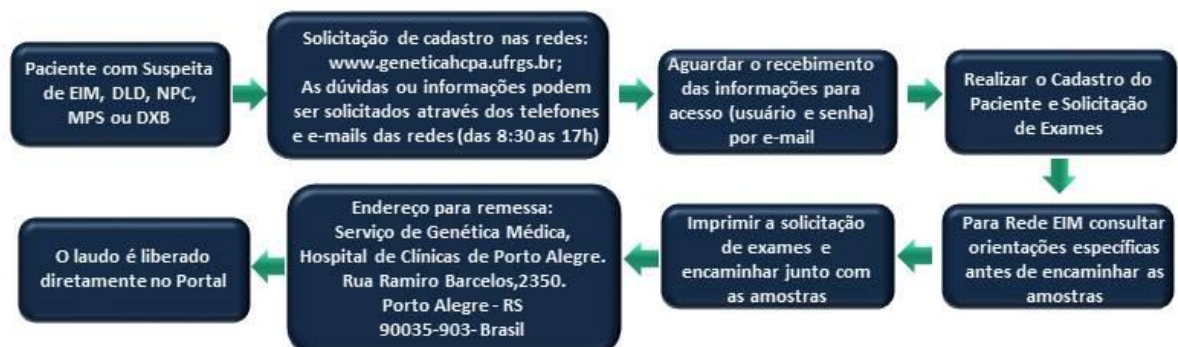 Paciente com Suspeita
de EIM, DLD, NPC,
MPS ou DXB
Solicitação de cadastro nas redes:
www.geneticahcpa.ufrgs.br;
As dúvidas ou informações podem
ser solicitados através dos telefones
e e-mails das redes (das 8:30 as 17h)
Aguardar o recebimento
das informações para
acesso (usuário e senha)
por e-mail
Realizar o Cadastro do
Paciente e Solicitação
de Exames
Para Rede EIM consultar
orientações específicas
antes de encaminhar as
amostras
Imprimir a solicitação
de exames e
encaminhar junto com
as amostras
Endereço para remessa:
Serviço de Genética Médica,
Hospital de Clínicas de Porto Alegre.
Rua Ramiro Barcelos,2350.
Porto Alegre - RS
90035-903- Brasil
O laudo é liberado
diretamente no Portal